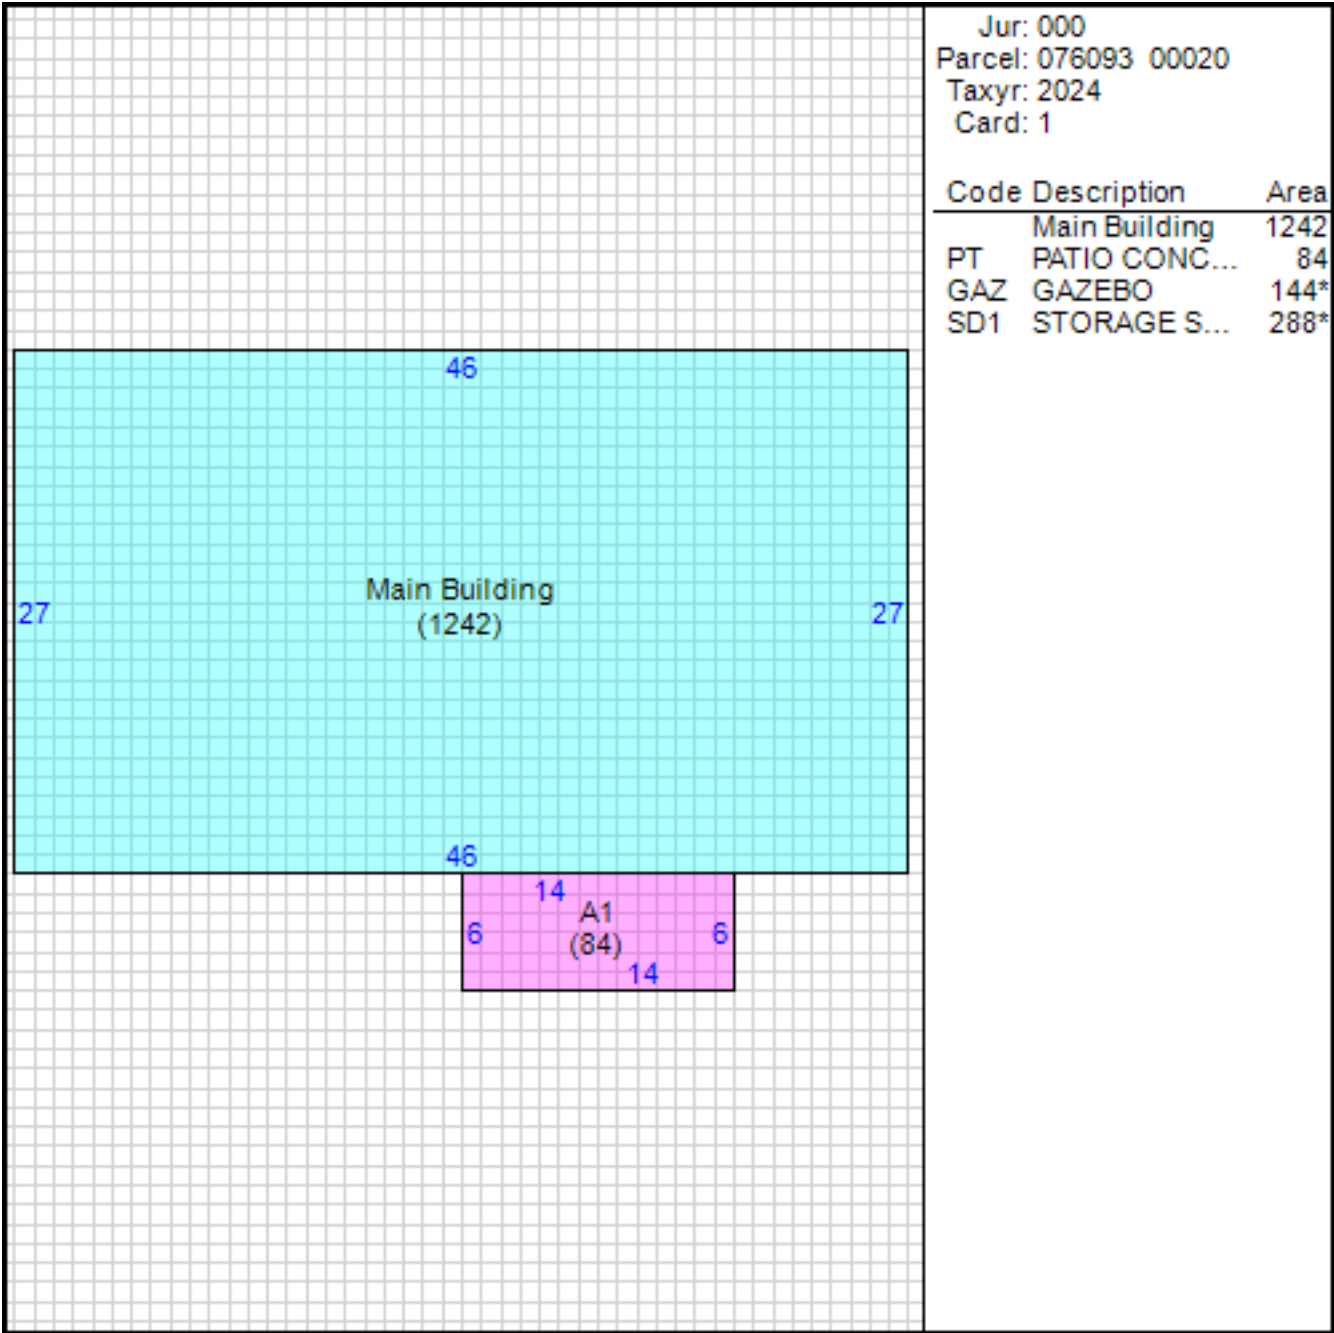 Jur: 000
Parcel: 076093 00020
Taxyr: 2024
Card: 1
Code Description Area
Main Building 1242
PT PATIO CONC... 84
GAZ GAZEBO 144*
SD1 STORAGE S... 288*
46
Main Building
(1242)
27 27
46
14
A1
6 6
(84)
14